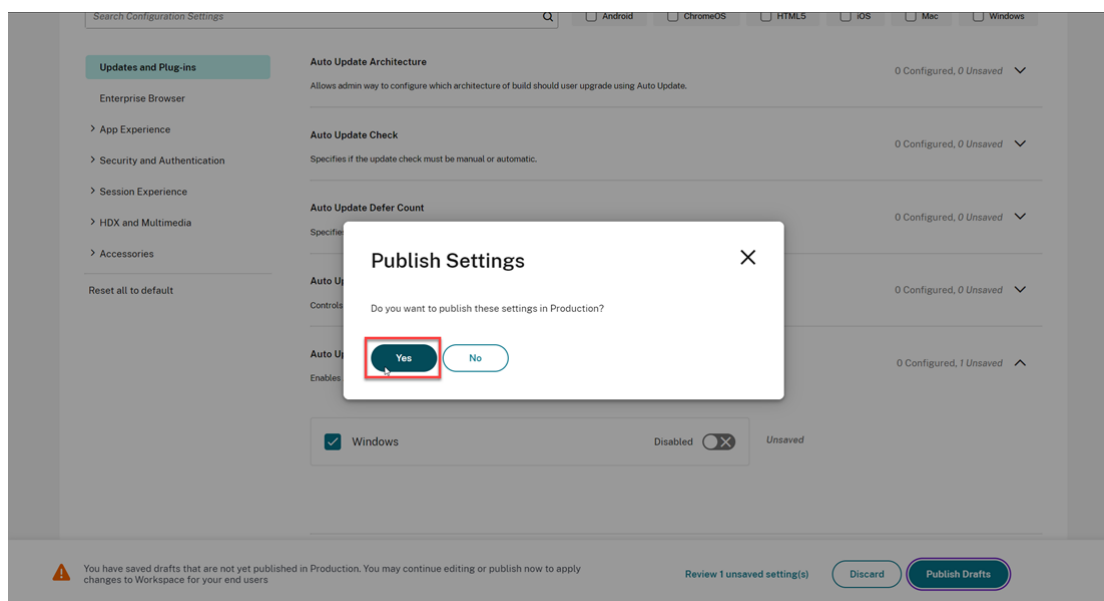 Search Configuration Settings
Android
ChromeOS
HTML5
iOS
Mac
Windows
Updates and Plug-ins
Enterprise Browser
App Experience
Security and Authentication
Session Experience
HDX and Multimedia
Accessories
Reset all to default
Auto Update Architecture
0 Configured, 0 Unsaved
Allows admin way to configure which architecture of build should user upgrade using Auto Update.
Auto Update Check
0 Configured, 0 Unsaved
Specifies if the update check must be manual or automatic.
Auto Update Defer Count
0 Configured, 0 Unsaved
Auto
0 Configured, 0 Unsaved
Controls
Auto
0 Configured, 1 Unsaved
Enables
Publish Settings
Do you want to publish these settings in Production?
Yes
No
Windows
Disabled
Unsaved
You have saved drafts that are not yet published in Production. You may continue editing or publish now to apply
changes to Workspace for your end users
Review 1 unsaved setting(s)
Discard
Publish Drafts